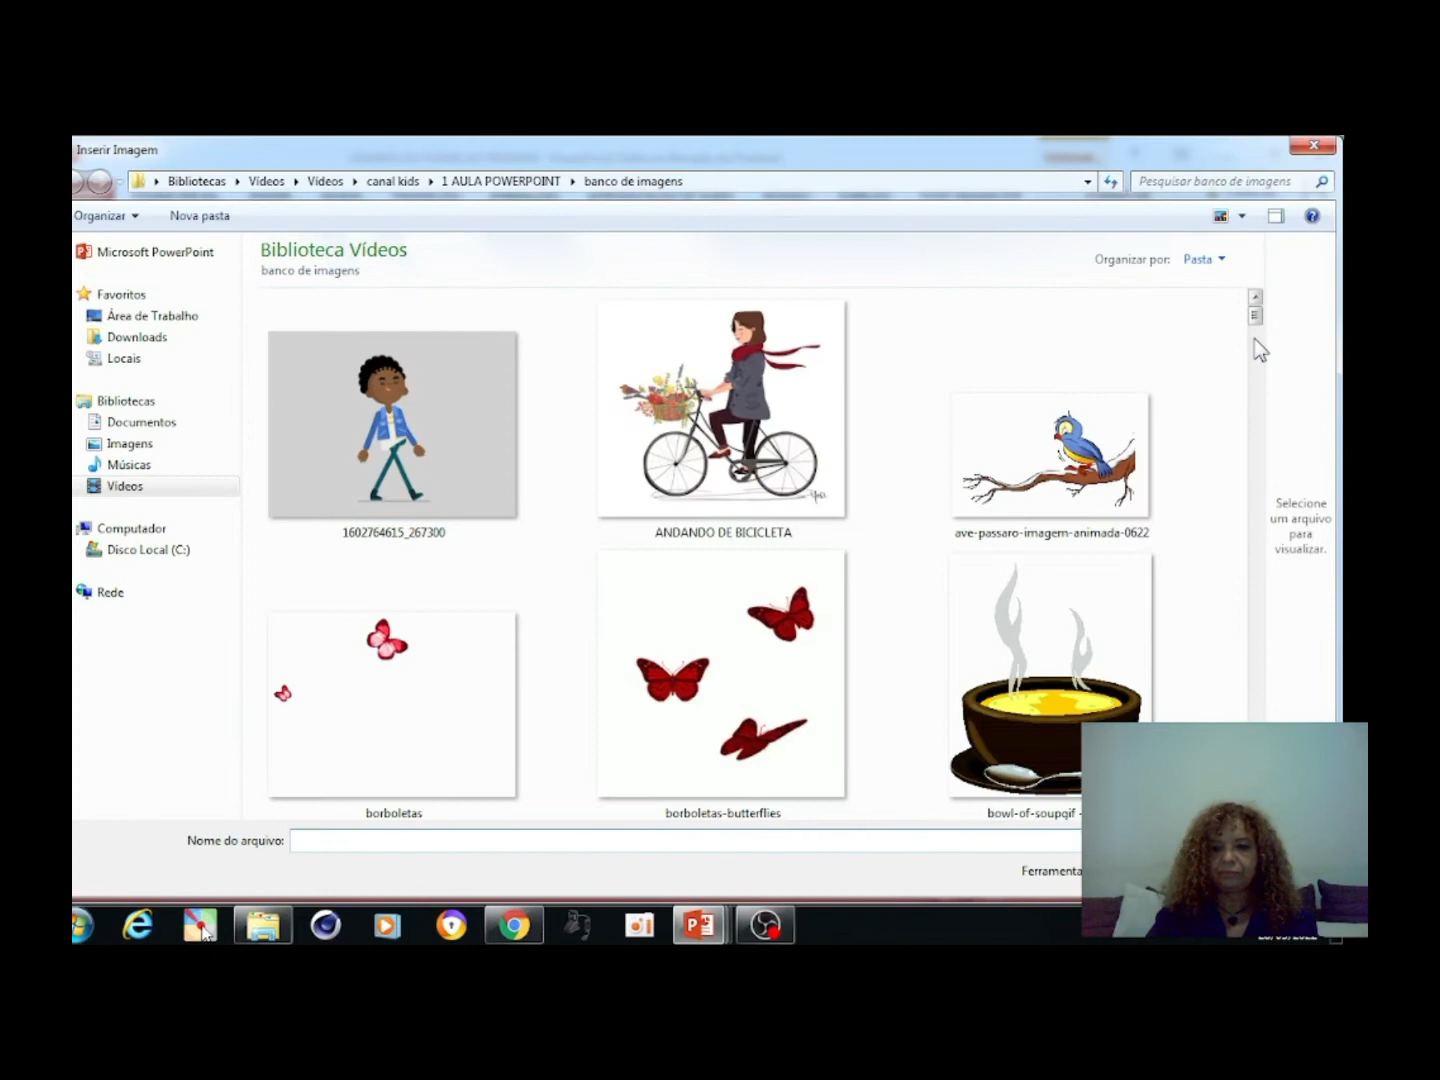 Inserir Imagem
Bibliotecas
Vídeos
Vídeos
canal kids
1 AULA POWERPOINT
banco de imagens
Pesquisar banco de imagens
Organizar
Nova pasta
Microsoft PowerPoint
Favoritos
Área de Trabalho
Downloads
Locais
Bibliotecas
Documentos
Imagens
Músicas
Vídeos
Computador
Disco Local (C:)
Rede
Biblioteca Vídeos
banco de imagens
Organizar por:
Pasta
1602764615_267300
ANDANDO DE BICICLETA
ave-passaro-imagem-animada-0622
borboletas
borboletas-butterflies
bowl-of-soupgif -
Selecione
um arquivo
para
visualizar.
Nome do arquivo:
Ferramenta